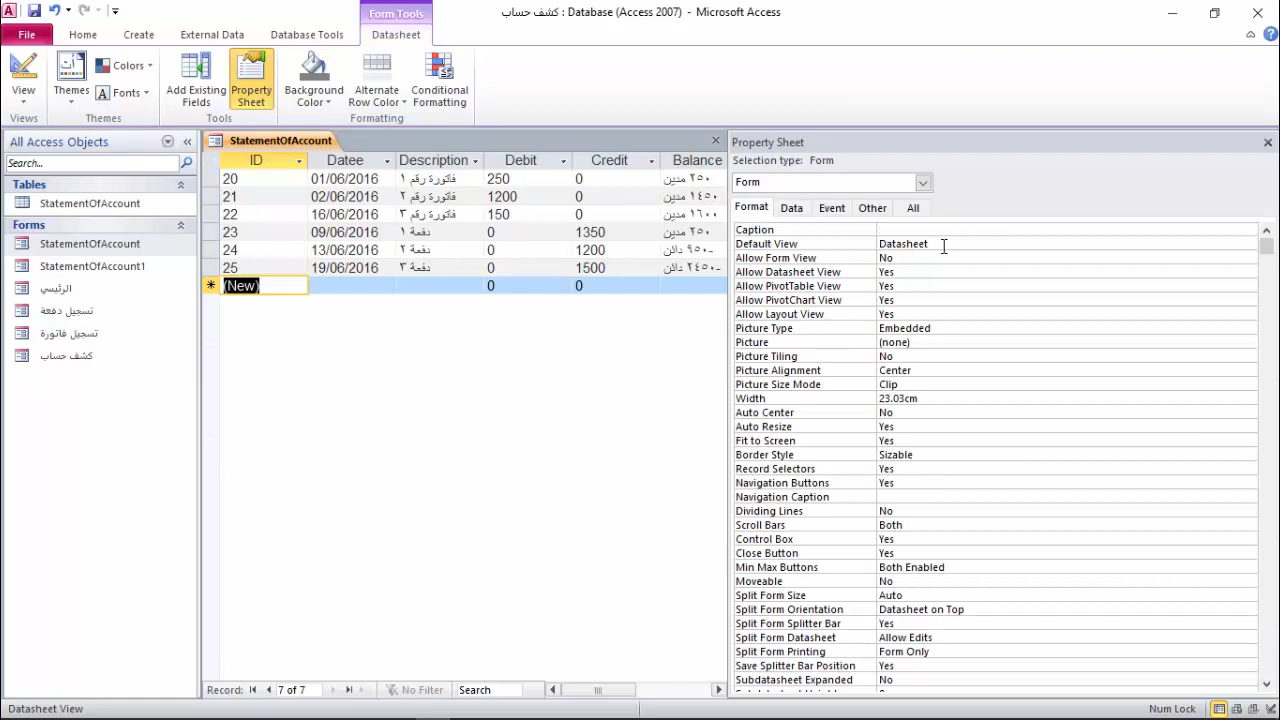 كشف حساب : Database (Access 2007) - Microsoft Access
Form Tools
File Home Create External Data Database Tools Datasheet
View
Themes
Colors
Fonts
Add Existing Fields
Property Sheet
Background Color
Alternate Row Color
Conditional Formatting
Views Themes Tools Formatting
All Access Objects
Search...
Tables
StatementOfAccount
Forms
StatementOfAccount
StatementOfAccount1
الرئيسي
تسجيل دفعة
تسجيل فاتورة
كشف حساب
StatementOfAccount
ID Datee Description Debit Credit Balance
20 01/06/2016 فاتورة رقم ١ 250 0 ٢٥٠ مدين
21 02/06/2016 فاتورة رقم ٢ 1200 0 ١٤٥٠ مدين
22 16/06/2016 فاتورة رقم ٣ 150 0 ١٦٠٠ مدين
23 09/06/2016 دفعة ١ 0 1350 ٢٥٠ مدين
24 13/06/2016 دفعة ٢ 0 1200 -٩٥٠ دائن
25 19/06/2016 دفعة ٣ 0 1500 -٢٤٥٠ دائن
* (New) 0 0
Record: 7 of 7 No Filter Search
Property Sheet
Selection type: Form
Form
Format Data Event Other All
Caption
Default View Datasheet
Allow Form View No
Allow Datasheet View Yes
Allow PivotTable View Yes
Allow PivotChart View Yes
Allow Layout View Yes
Picture Type Embedded
Picture (none)
Picture Tiling No
Picture Alignment Center
Picture Size Mode Clip
Width 23.03cm
Auto Center No
Auto Resize Yes
Fit to Screen Yes
Border Style Sizable
Record Selectors Yes
Navigation Buttons Yes
Navigation Caption
Dividing Lines No
Scroll Bars Both
Control Box Yes
Close Button Yes
Min Max Buttons Both Enabled
Moveable No
Split Form Size Auto
Split Form Orientation Datasheet on Top
Split Form Splitter Bar Yes
Split Form Datasheet Allow Edits
Split Form Printing Form Only
Save Splitter Bar Position Yes
Subdatasheet Expanded No
Datasheet View Num Lock